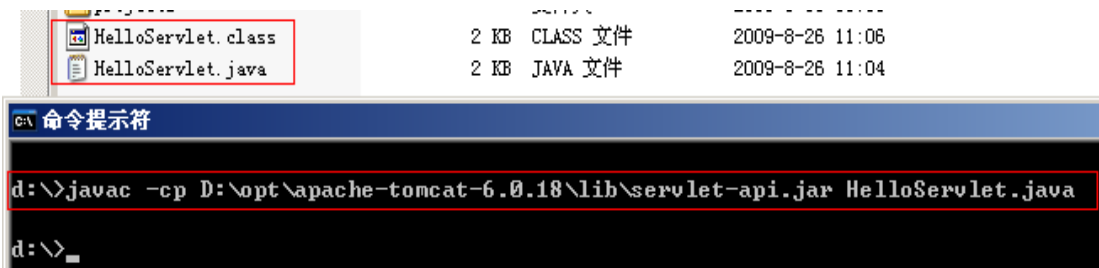 HelloServlet.class 2 KB CLASS 文件 2009-8-26 11:06
HelloServlet.java 2 KB JAVA 文件 2009-8-26 11:04
命令提示符
d:\>javac -cp D:\opt\apache-tomcat-6.0.18\lib\servlet-api.jar HelloServlet.java
d:\>_